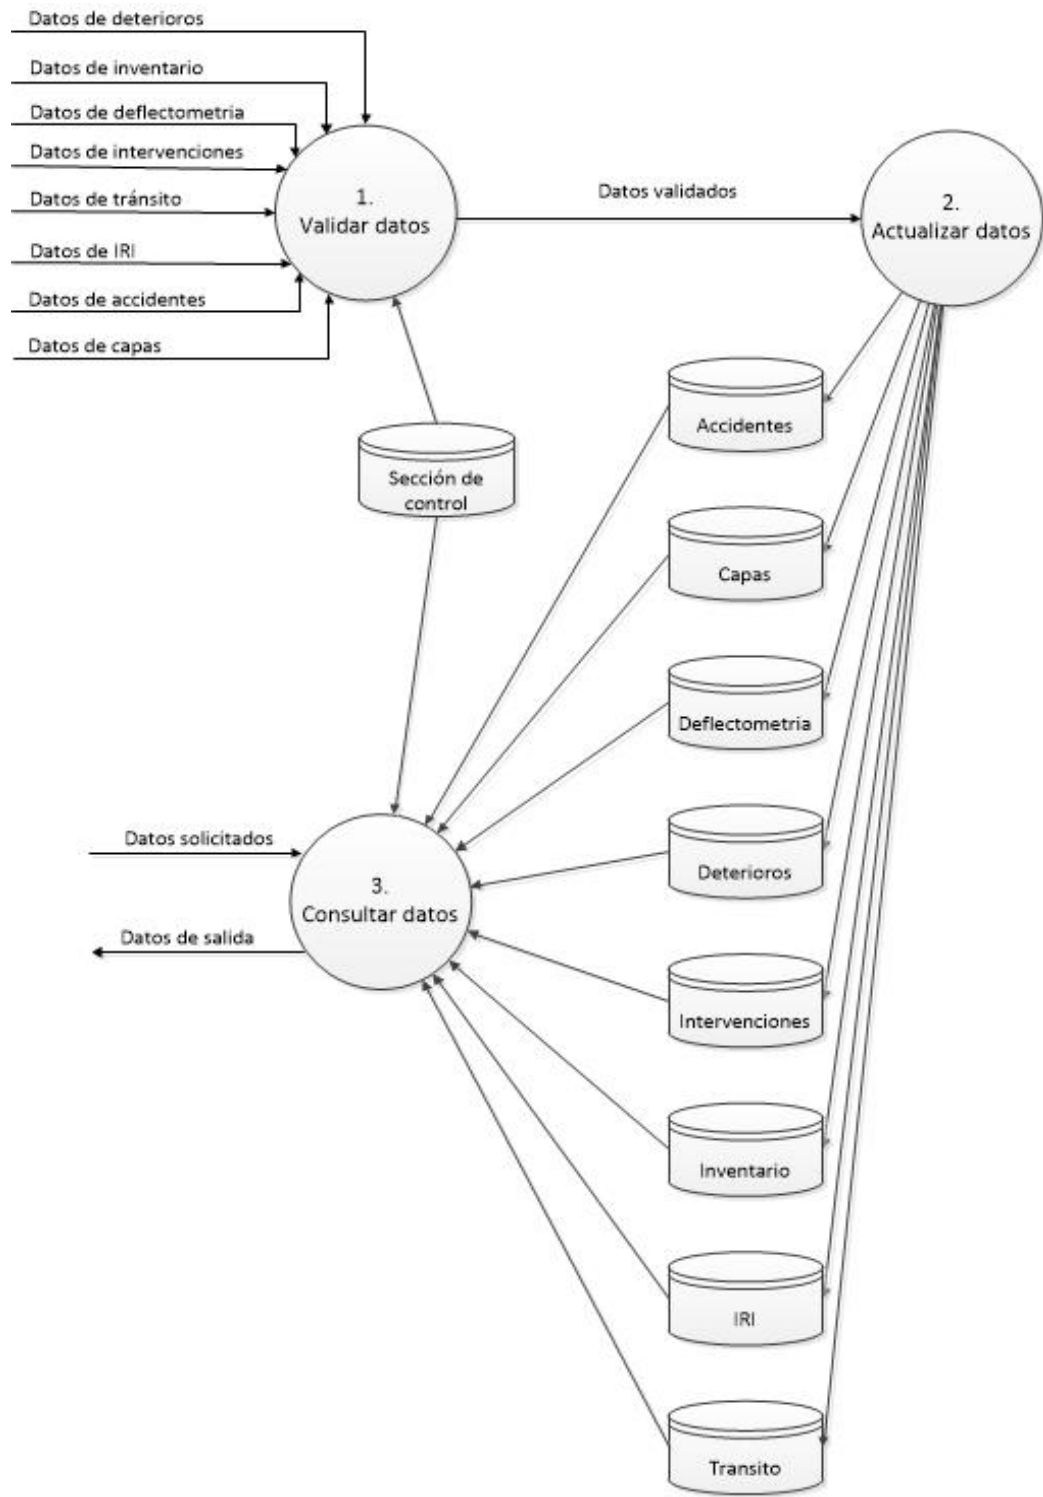 Datos de deterioros
Datos de inventario
Datos de deflectometria
Datos de intervenciones
Datos de tránsito
Datos de IRI
Datos de accidentes
Datos de capas
1.
Validar datos
Datos validados
2.
Actualizar datos
Sección de
control
Accidentes
Capas
Deflectometria
Deterioros
Intervenciones
Inventario
IRI
Transito
Datos solicitados
Datos de salida
3.
Consultar datos